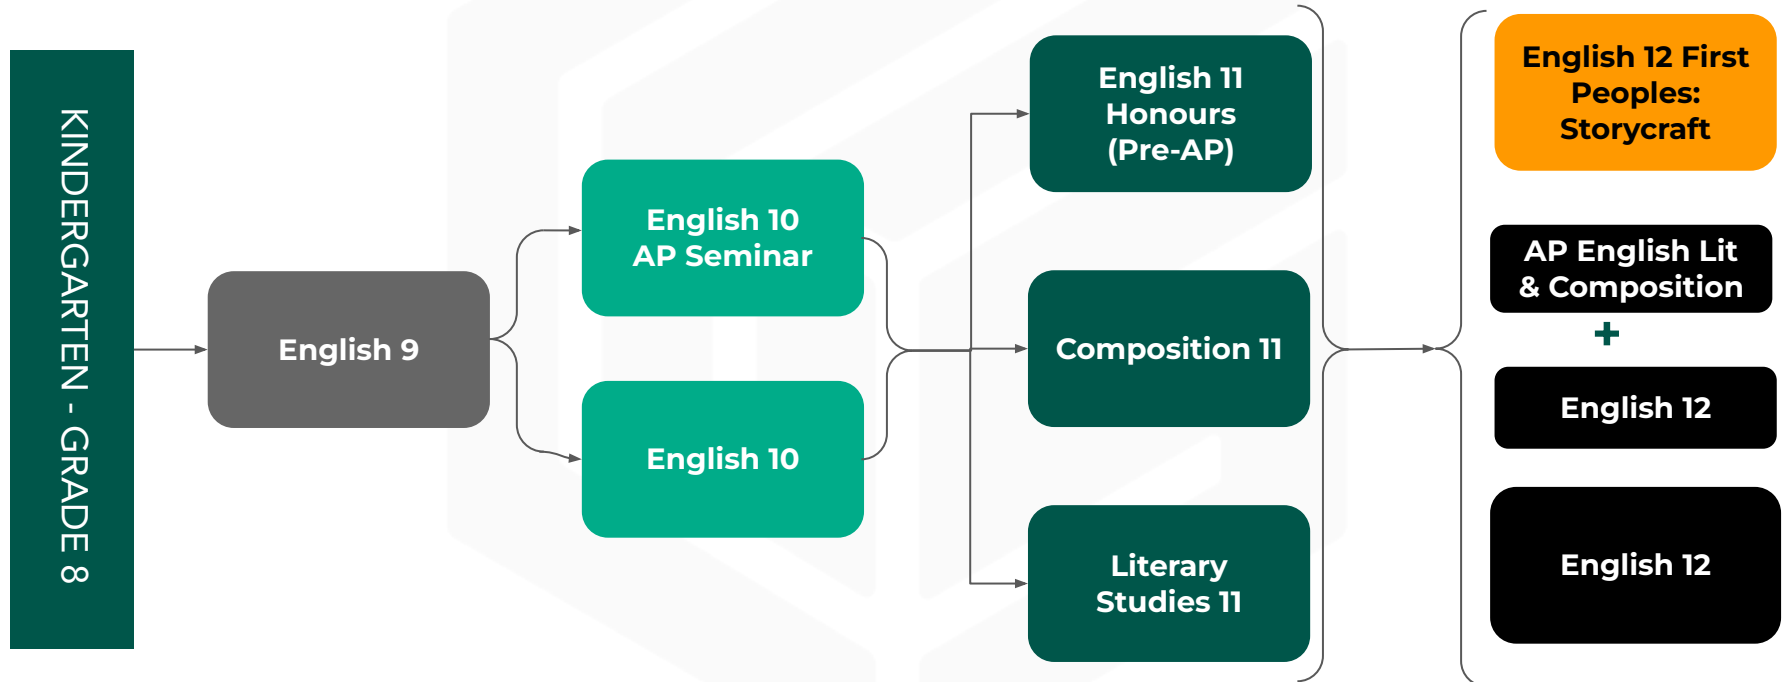 KINDERGARTEN - GRADE 8
English 9
English 10
AP Seminar
English 10
English 11
Honours
(Pre-AP)
Composition 11
Literary
Studies 11
English 12 First
Peoples:
Storycraft
AP English Lit
& Composition
+
English 12
English 12